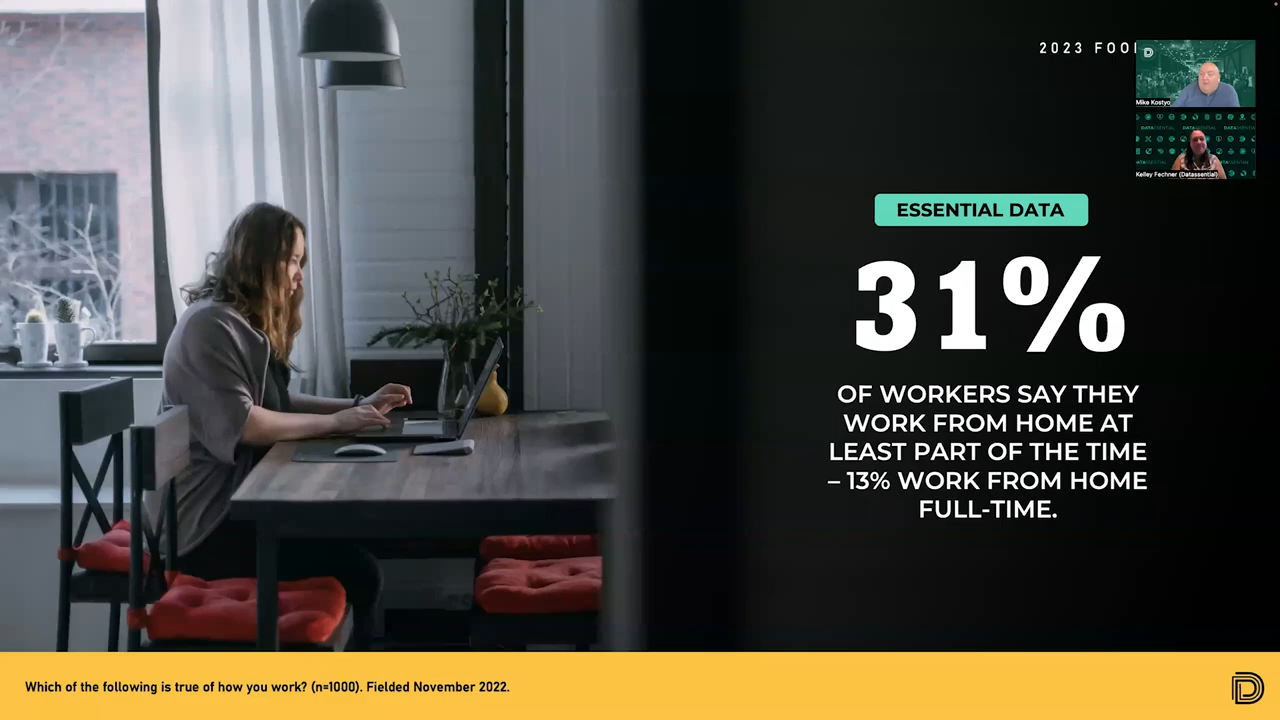 2023 FOO
Mike Kostyo
Kelley Fechner (Datassential)
ESSENTIAL DATA
31%
OF WORKERS SAY THEY
WORK FROM HOME AT
LEAST PART OF THE TIME
– 13% WORK FROM HOME
FULL-TIME.
Which of the following is true of how you work? (n=1000). Fielded November 2022.